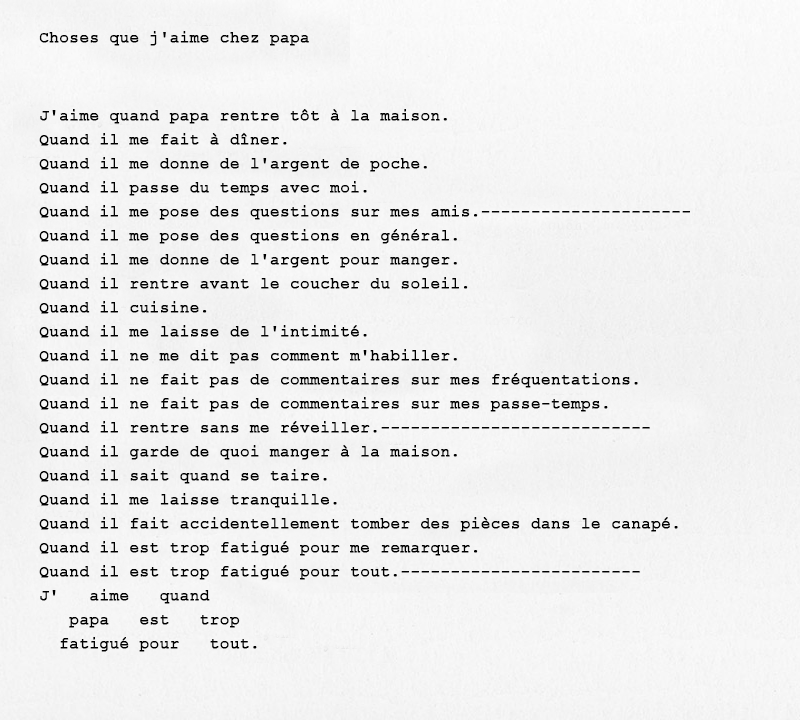 Choses que j'aime chez papa
J'aime quand papa rentre tôt à la maison.
Quand il me fait à dîner.
Quand il me donne de l'argent de poche.
Quand il passe du temps avec moi.
Quand il me pose des questions sur mes amis.---------------------
Quand il me pose des questions en général.
Quand il me donne de l'argent pour manger.
Quand il rentre avant le coucher du soleil.
Quand il cuisine.
Quand il me laisse de l'intimité.
Quand il ne me dit pas comment m'habiller.
Quand il ne fait pas de commentaires sur mes fréquentations.
Quand il ne fait pas de commentaires sur mes passe-temps.
Quand il rentre sans me réveiller.---------------------------
Quand il garde de quoi manger à la maison.
Quand il sait quand se taire.
Quand il me laisse tranquille.
Quand il fait accidentellement tomber des pièces dans le canapé.
Quand il est trop fatigué pour me remarquer.
Quand il est trop fatigué pour tout.------------------------
J'   aime   quand
   papa   est   trop
  fatigué pour   tout.